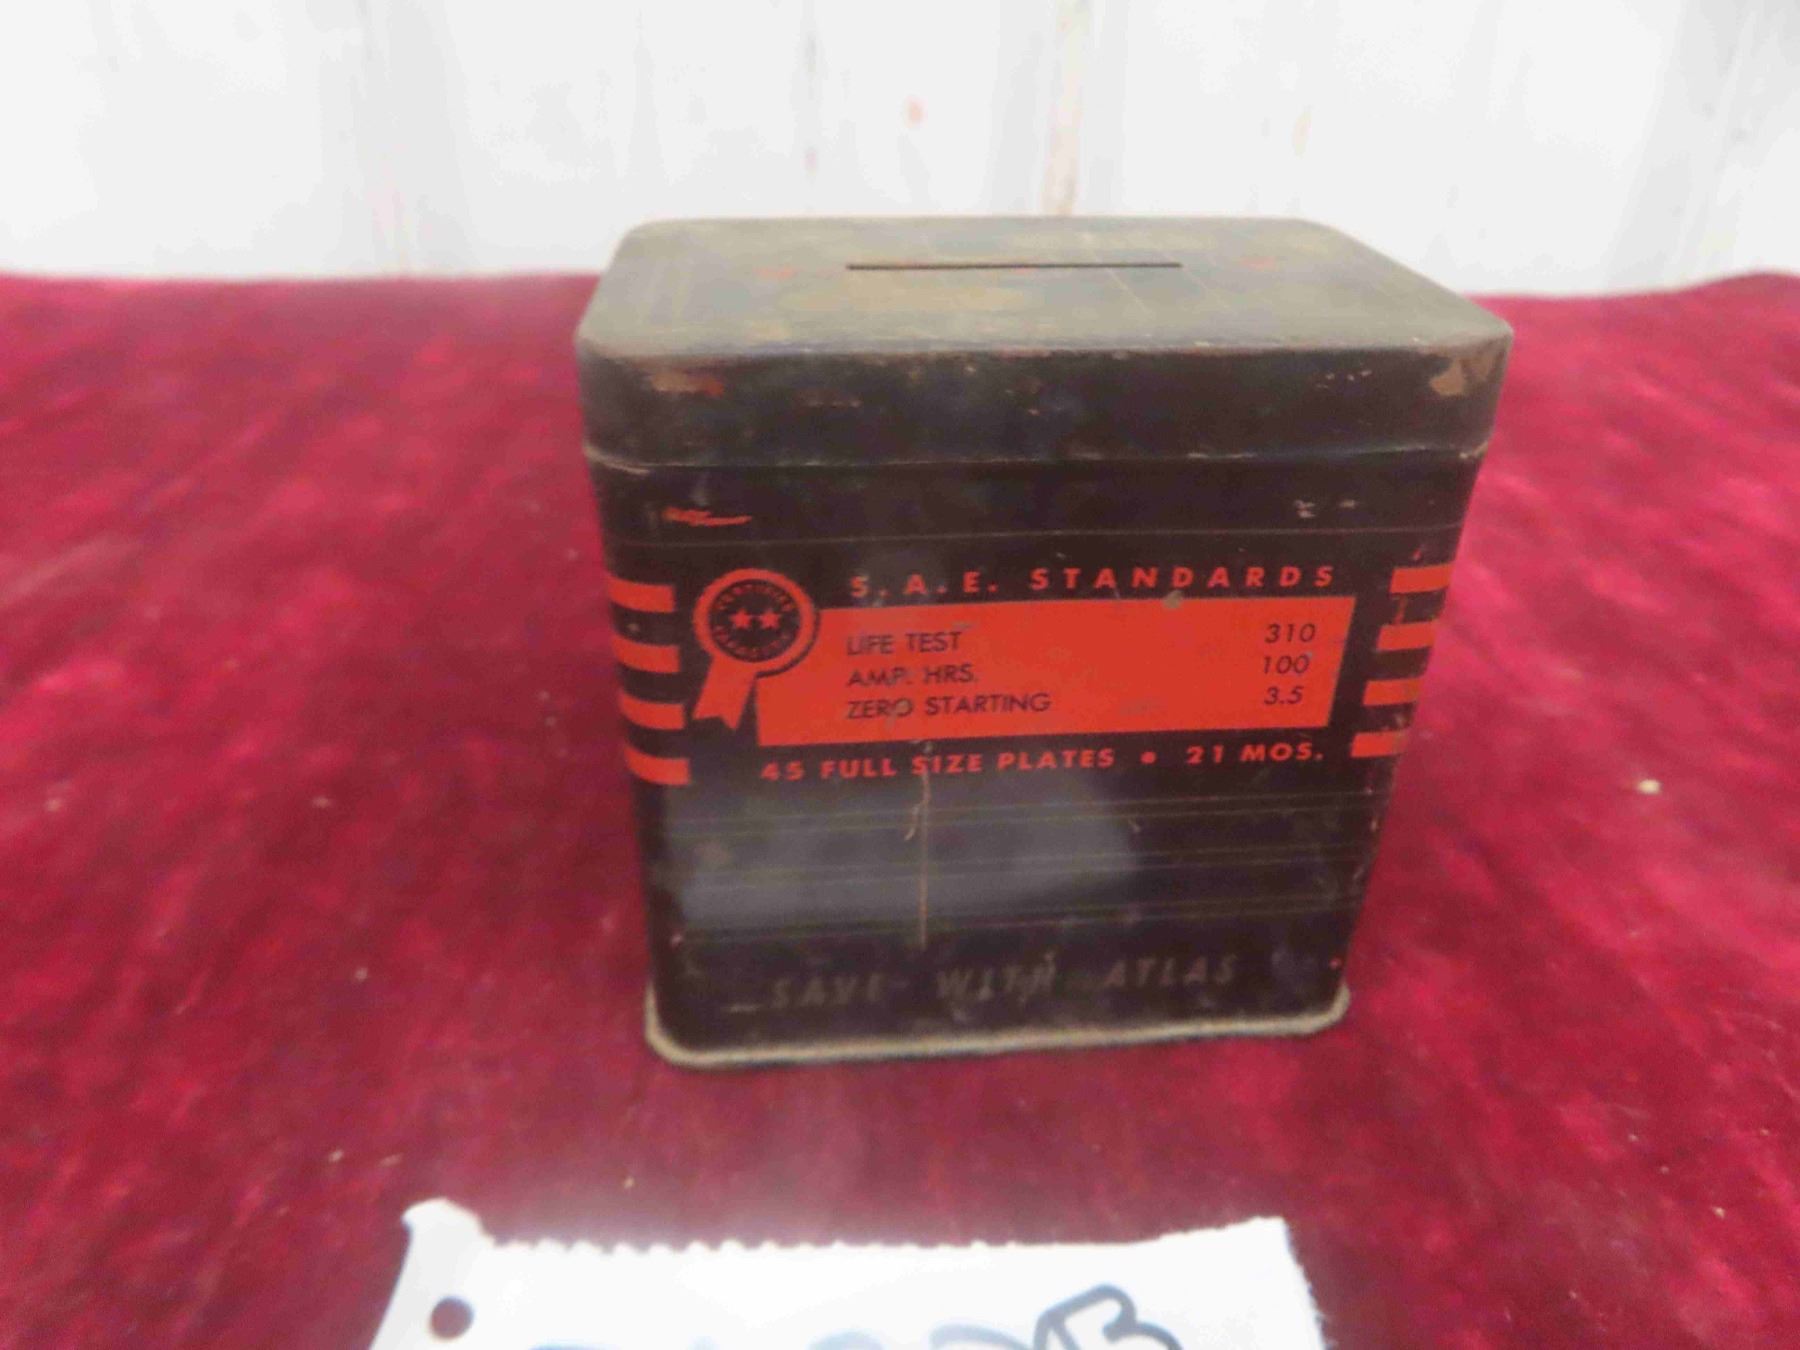 S.A.E. STANDARDS
LIFE TEST 310
AMP. HRS. 100
ZERO STARTING 3.5
45 FULL SIZE PLATES • 21 MOS.
SAVE WITH ATLAS
B